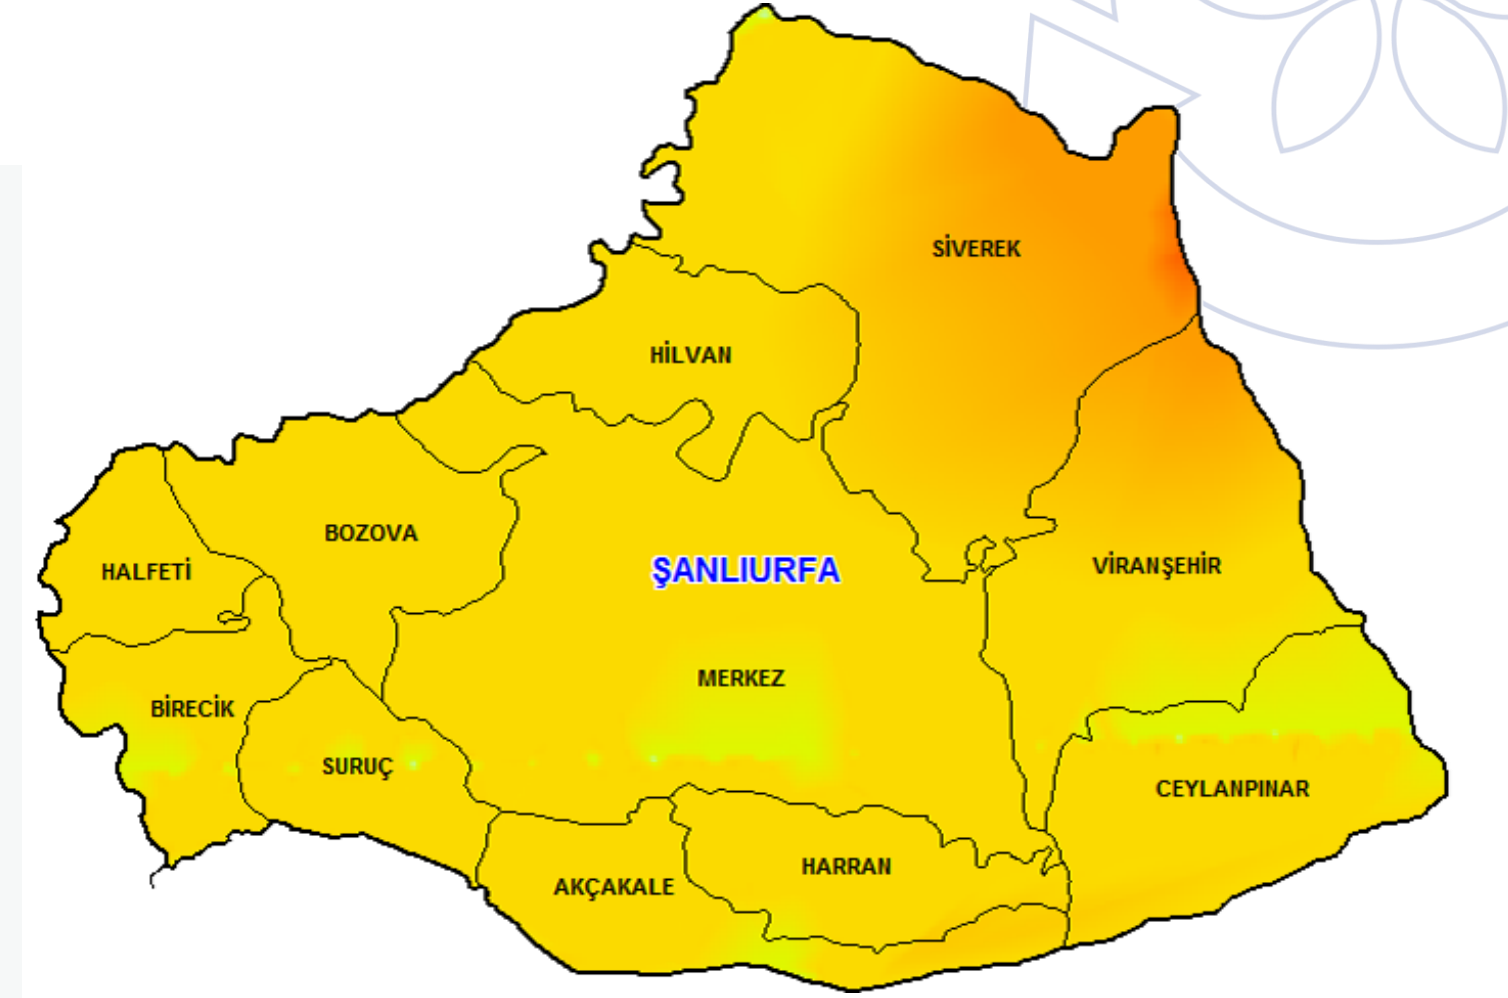 SİVEREK
HİLVAN
BOZOVA
HALFETİ
ŞANLIURFA
VİRANŞEHİR
MERKEZ
BİRECİK
SURUÇ
CEYLANPINAR
HARRAN
AKÇAKALE